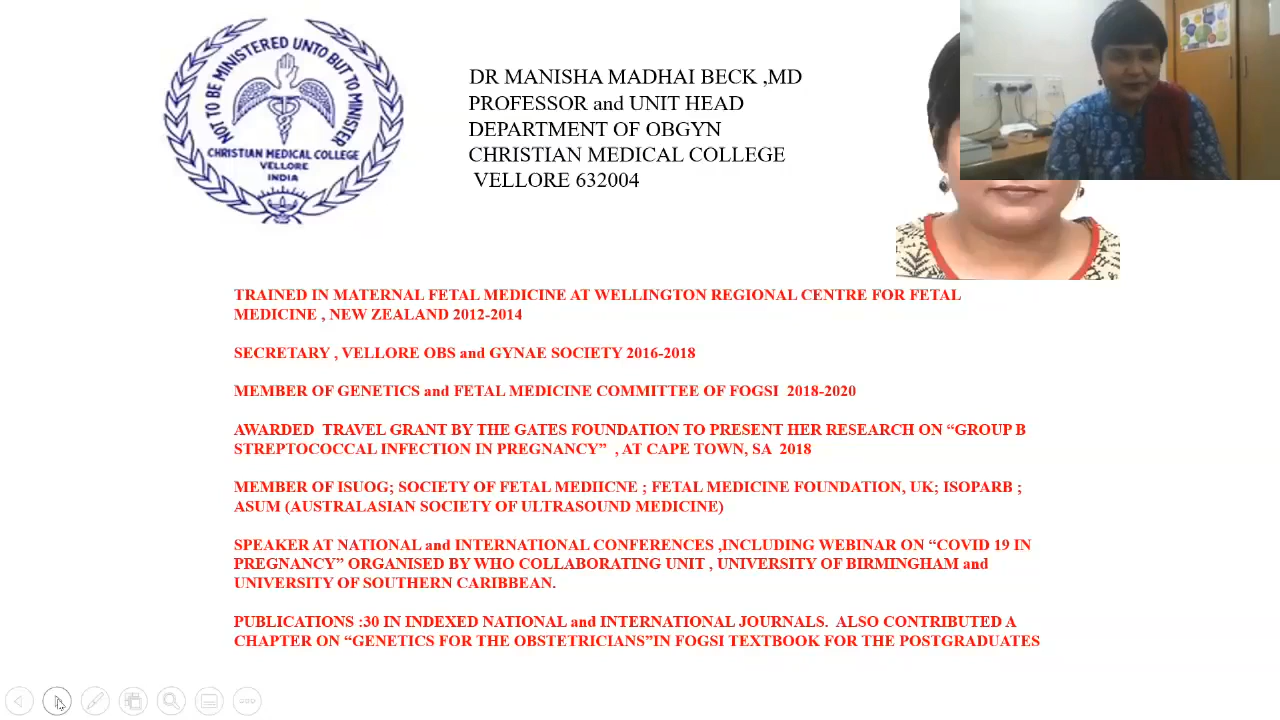 NOT TO BE MINISTERED UNTO BUT TO MINISTER
CHRISTIAN MEDICAL COLLEGE
VELLORE
INDIA
DR MANISHA MADHAI BECK ,MD
PROFESSOR and UNIT HEAD
DEPARTMENT OF OBGYN
CHRISTIAN MEDICAL COLLEGE
VELLORE 632004
TRAINED IN MATERNAL FETAL MEDICINE AT WELLINGTON REGIONAL CENTRE FOR FETAL
MEDICINE , NEW ZEALAND 2012-2014
SECRETARY , VELLORE OBS and GYNAE SOCIETY 2016-2018
MEMBER OF GENETICS and FETAL MEDICINE COMMITTEE OF FOGSI 2018-2020
AWARDED TRAVEL GRANT BY THE GATES FOUNDATION TO PRESENT HER RESEARCH ON “GROUP B
STREPTOCOCCAL INFECTION IN PREGNANCY” , AT CAPE TOWN, SA 2018
MEMBER OF ISUOG; SOCIETY OF FETAL MEDIICNE ; FETAL MEDICINE FOUNDATION, UK; ISOPARB ;
ASUM (AUSTRALASIAN SOCIETY OF ULTRASOUND MEDICINE)
SPEAKER AT NATIONAL and INTERNATIONAL CONFERENCES ,INCLUDING WEBINAR ON “COVID 19 IN
PREGNANCY” ORGANISED BY WHO COLLABORATING UNIT , UNIVERSITY OF BIRMINGHAM and
UNIVERSITY OF SOUTHERN CARIBBEAN.
PUBLICATIONS :30 IN INDEXED NATIONAL and INTERNATIONAL JOURNALS. ALSO CONTRIBUTED A
CHAPTER ON “GENETICS FOR THE OBSTETRICIANS”IN FOGSI TEXTBOOK FOR THE POSTGRADUATES